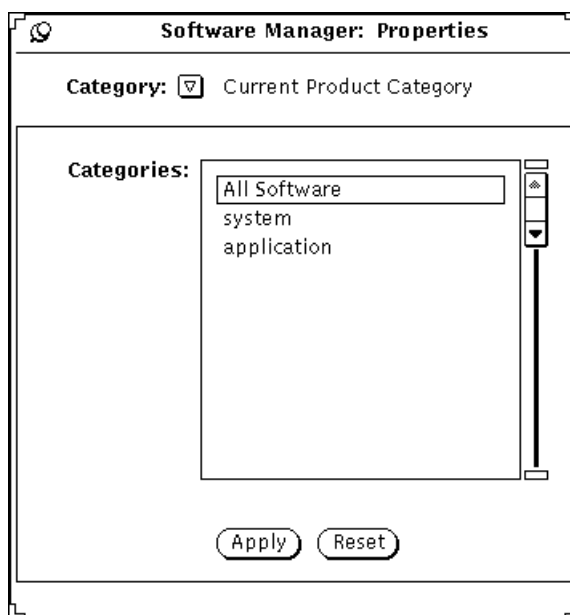 Software Manager: Properties
Category: Current Product Category
Categories:
All Software
system
application
Apply Reset